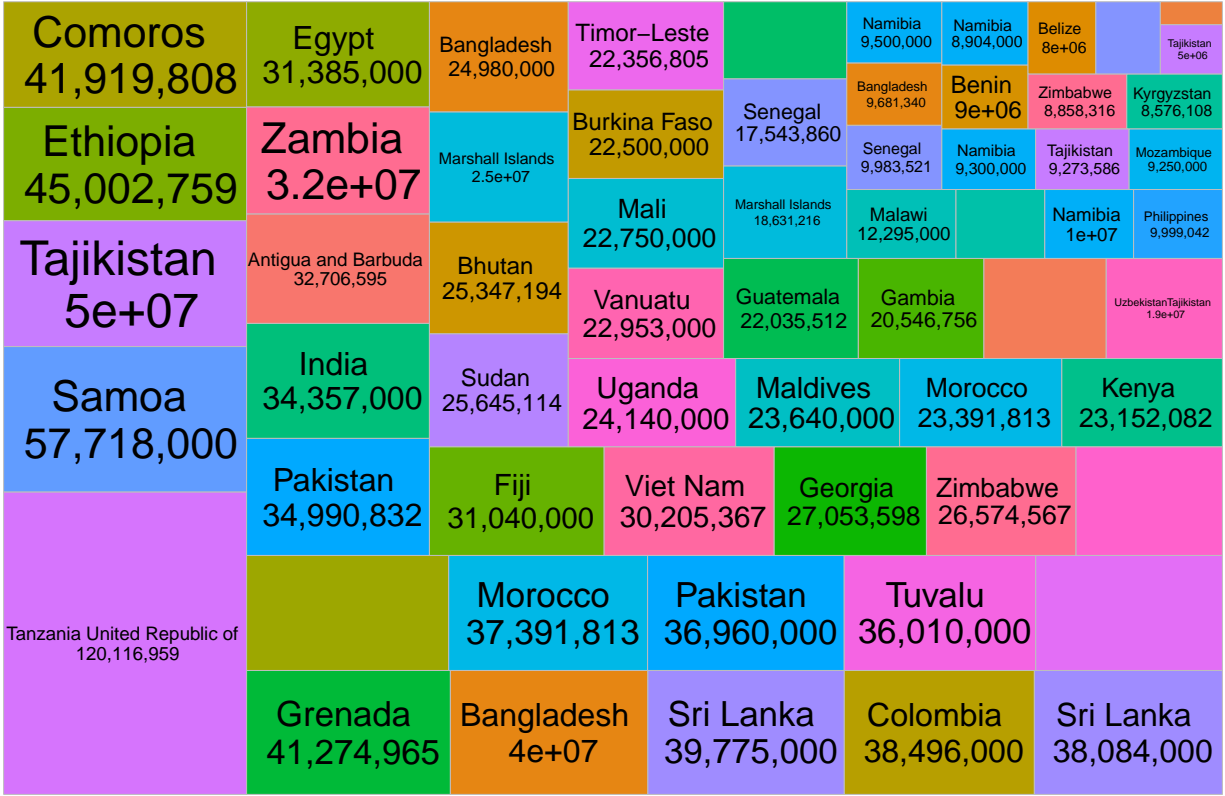 Comoros
41,919,808
Ethiopia
45,002,759
Tajikistan
5e+07
Samoa
57,718,000
Tanzania United Republic of
120,116,959
Egypt
31,385,000
Zambia
3.2e+07
Antigua and Barbuda
32,706,595
India
34,357,000
Pakistan
34,990,832
Bangladesh
24,980,000
Marshall Islands
2.5e+07
Bhutan
25,347,194
Sudan
25,645,114
Timor−Leste
22,356,805
Burkina Faso
22,500,000
Mali
22,750,000
Vanuatu
22,953,000
Senegal
17,543,860
Marshall Islands
18,631,216
Namibia
9,500,000
Namibia
8,904,000
Belize
8e+06
Tajikistan
5e+06
Bangladesh
9,681,340
Benin
9e+06
Zimbabwe
8,858,316
Kyrgyzstan
8,576,108
Senegal
9,983,521
Namibia
9,300,000
Tajikistan
9,273,586
Mozambique
9,250,000
Malawi
12,295,000
Namibia
1e+07
Philippines
9,999,042
Guatemala
22,035,512
Gambia
20,546,756
UzbekistanTajikistan
1.9e+07
Uganda
24,140,000
Maldives
23,640,000
Morocco
23,391,813
Kenya
23,152,082
Fiji
31,040,000
Viet Nam
30,205,367
Georgia
27,053,598
Zimbabwe
26,574,567
Morocco
37,391,813
Pakistan
36,960,000
Tuvalu
36,010,000
Grenada
41,274,965
Bangladesh
4e+07
Sri Lanka
39,775,000
Colombia
38,496,000
Sri Lanka
38,084,000